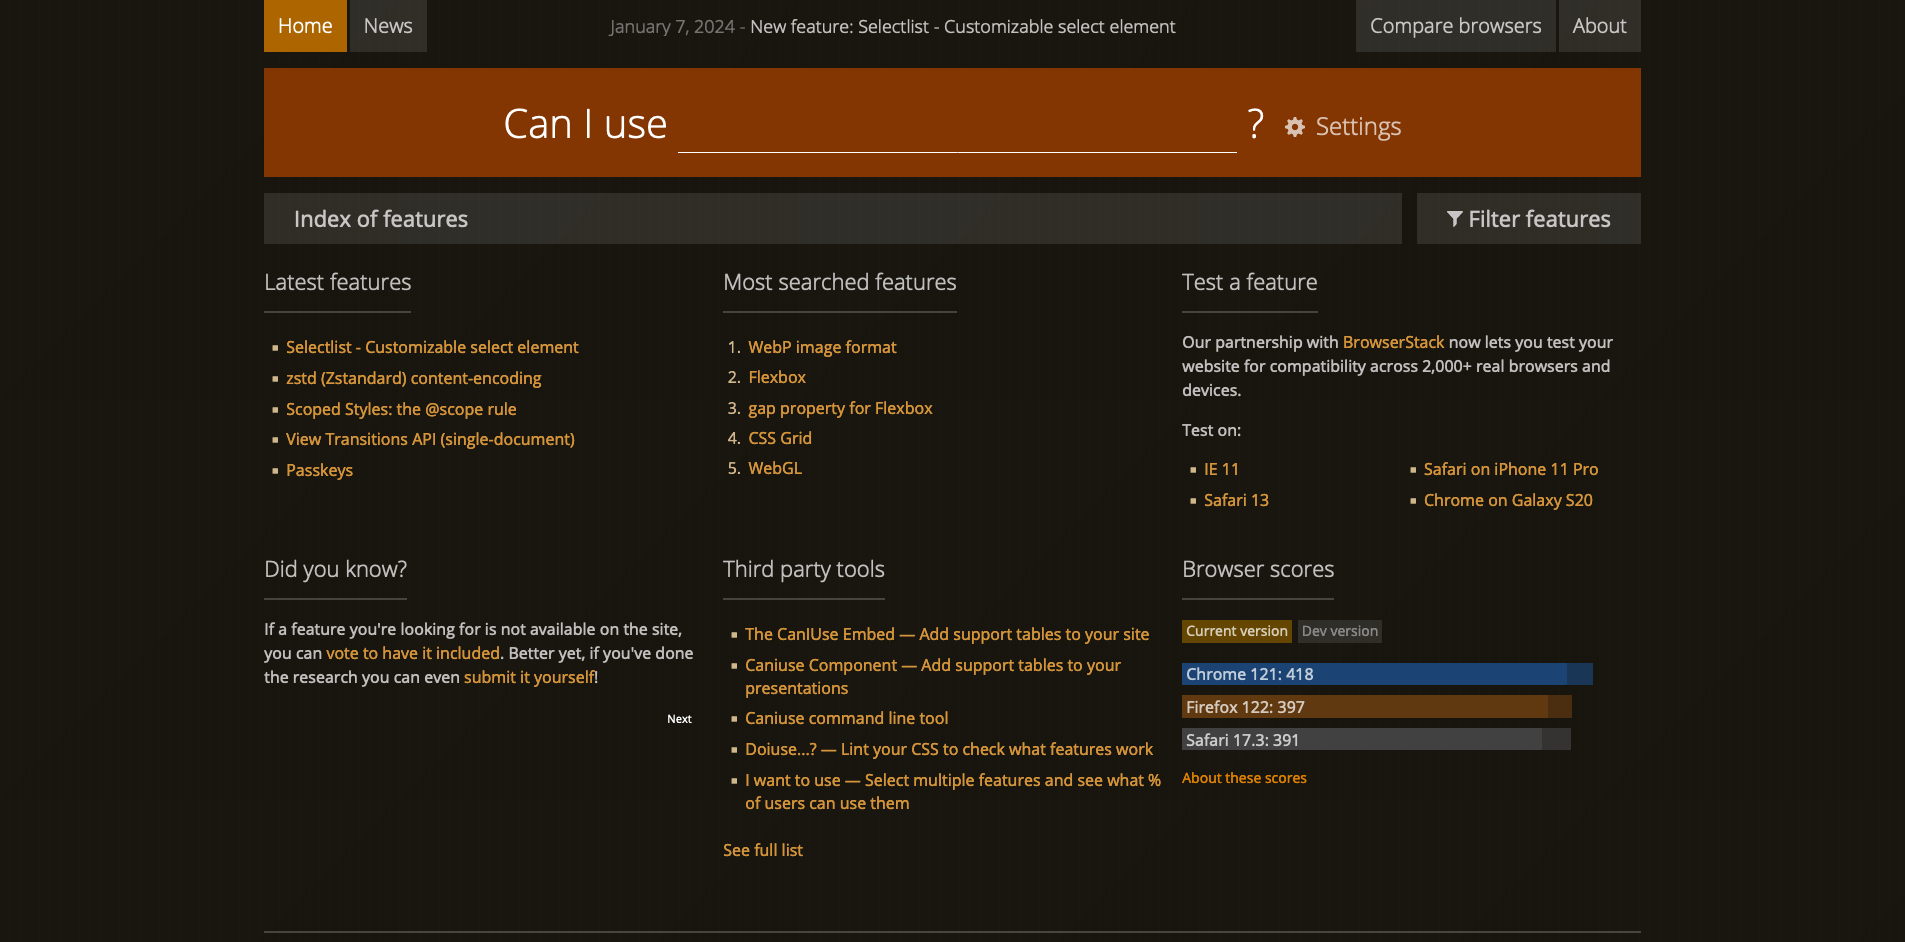 Home
News
January 7, 2024 - New feature: Selectlist - Customizable select element
Compare browsers
About
Can I use ?
Settings
Index of features
Filter features
Latest features
Selectlist - Customizable select element
zstd (Zstandard) content-encoding
Scoped Styles: the @scope rule
View Transitions API (single-document)
Passkeys
Most searched features
1. WebP image format
2. Flexbox
3. gap property for Flexbox
4. CSS Grid
5. WebGL
Test a feature
Our partnership with BrowserStack now lets you test your
website for compatibility across 2,000+ real browsers and
devices.
Test on:
IE 11
Safari 13
Safari on iPhone 11 Pro
Chrome on Galaxy S20
Did you know?
If a feature you're looking for is not available on the site,
you can vote to have it included. Better yet, if you've done
the research you can even submit it yourself!
Next
Third party tools
The CanIUse Embed — Add support tables to your site
Caniuse Component — Add support tables to your
presentations
Caniuse command line tool
Doiuse...? — Lint your CSS to check what features work
I want to use — Select multiple features and see what %
of users can use them
See full list
Browser scores
Current version
Dev version
Chrome 121: 418
Firefox 122: 397
Safari 17.3: 391
About these scores